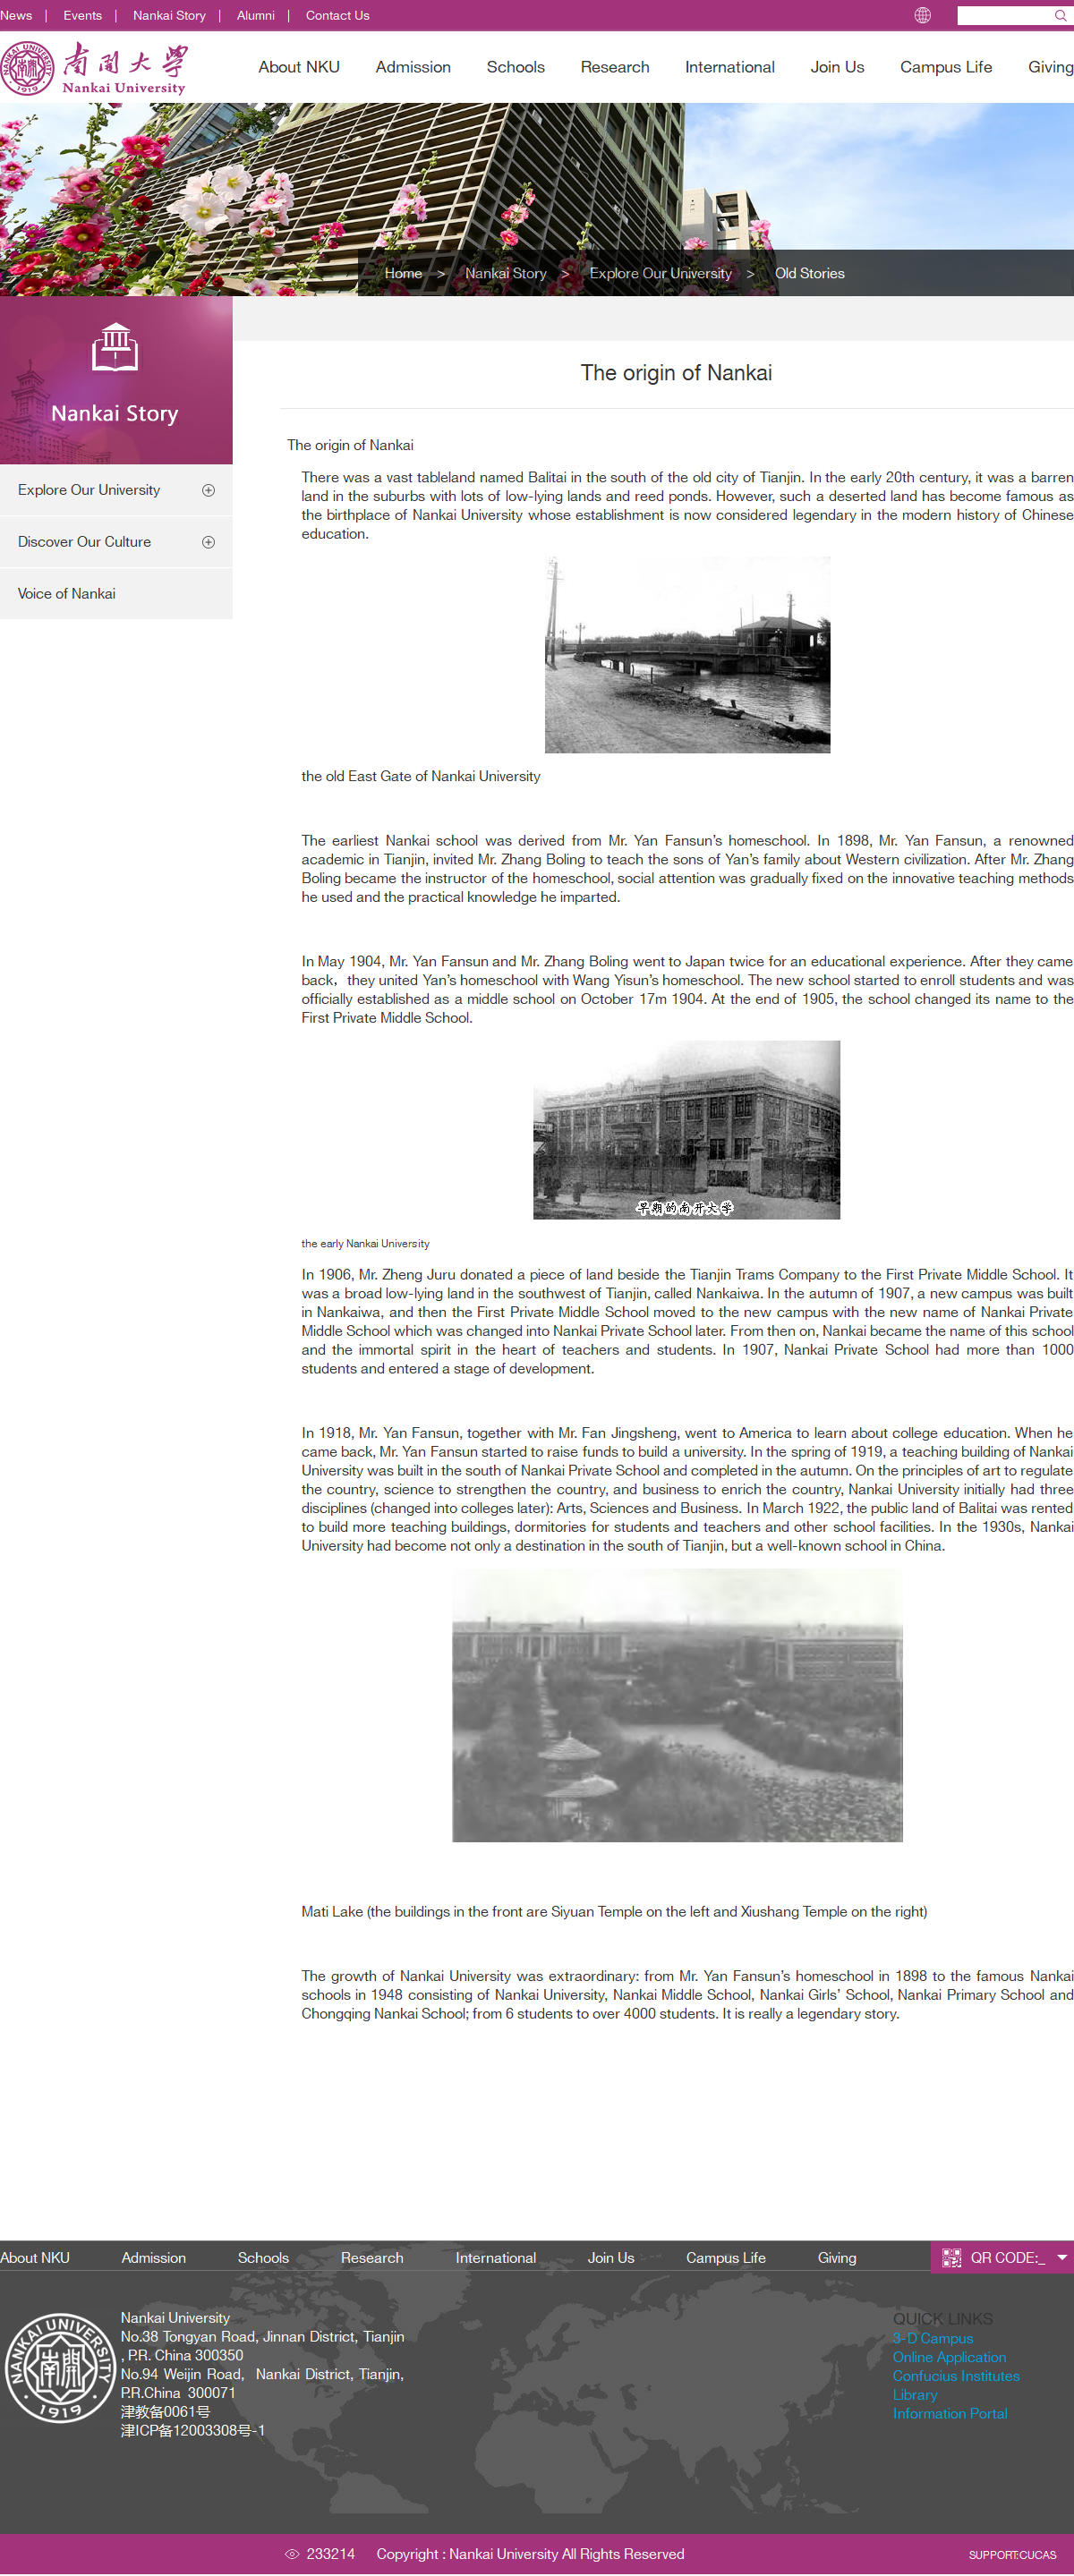 News | Events | Nankai Story | Alumni | Contact Us
NANKAI UNIVERSITY
1919
南開大學
Nankai University
About NKU Admission Schools Research International Join Us Campus Life Giving
Home > Nankai Story > Explore Our University > Old Stories
Nankai Story
Explore Our University
Discover Our Culture
Voice of Nankai
The origin of Nankai
The origin of Nankai
There was a vast tableland named Balitai in the south of the old city of Tianjin. In the early 20th century, it was a barren
land in the suburbs with lots of low-lying lands and reed ponds. However, such a deserted land has become famous as
the birthplace of Nankai University whose establishment is now considered legendary in the modern history of Chinese
education.
the old East Gate of Nankai University
The earliest Nankai school was derived from Mr. Yan Fansun’s homeschool. In 1898, Mr. Yan Fansun, a renowned
academic in Tianjin, invited Mr. Zhang Boling to teach the sons of Yan’s family about Western civilization. After Mr. Zhang
Boling became the instructor of the homeschool, social attention was gradually fixed on the innovative teaching methods
he used and the practical knowledge he imparted.
In May 1904, Mr. Yan Fansun and Mr. Zhang Boling went to Japan twice for an educational experience. After they came
back，they united Yan’s homeschool with Wang Yisun’s homeschool. The new school started to enroll students and was
officially established as a middle school on October 17m 1904. At the end of 1905, the school changed its name to the
First Private Middle School.
早期的南开大学
the early Nankai University
In 1906, Mr. Zheng Juru donated a piece of land beside the Tianjin Trams Company to the First Private Middle School. It
was a broad low-lying land in the southwest of Tianjin, called Nankaiwa. In the autumn of 1907, a new campus was built
in Nankaiwa, and then the First Private Middle School moved to the new campus with the new name of Nankai Private
Middle School which was changed into Nankai Private School later. From then on, Nankai became the name of this school
and the immortal spirit in the heart of teachers and students. In 1907, Nankai Private School had more than 1000
students and entered a stage of development.
In 1918, Mr. Yan Fansun, together with Mr. Fan Jingsheng, went to America to learn about college education. When he
came back, Mr. Yan Fansun started to raise funds to build a university. In the spring of 1919, a teaching building of Nankai
University was built in the south of Nankai Private School and completed in the autumn. On the principles of art to regulate
the country, science to strengthen the country, and business to enrich the country, Nankai University initially had three
disciplines (changed into colleges later): Arts, Sciences and Business. In March 1922, the public land of Balitai was rented
to build more teaching buildings, dormitories for students and teachers and other school facilities. In the 1930s, Nankai
University had become not only a destination in the south of Tianjin, but a well-known school in China.
Mati Lake (the buildings in the front are Siyuan Temple on the left and Xiushang Temple on the right)
The growth of Nankai University was extraordinary: from Mr. Yan Fansun’s homeschool in 1898 to the famous Nankai
schools in 1948 consisting of Nankai University, Nankai Middle School, Nankai Girls’ School, Nankai Primary School and
Chongqing Nankai School; from 6 students to over 4000 students. It is really a legendary story.
About NKU Admission Schools Research International Join Us Campus Life Giving QR CODE:_
NANKAI UNIVERSITY
1919
Nankai University
No.38 Tongyan Road, Jinnan District, Tianjin
, P.R. China 300350
No.94 Weijin Road, Nankai District, Tianjin,
P.R.China 300071
津教备0061号
津ICP备12003308号-1
QUICK LINKS
3-D Campus
Online Application
Confucius Institutes
Library
Information Portal
233214 Copyright : Nankai University All Rights Reserved
SUPPORT:CUCAS